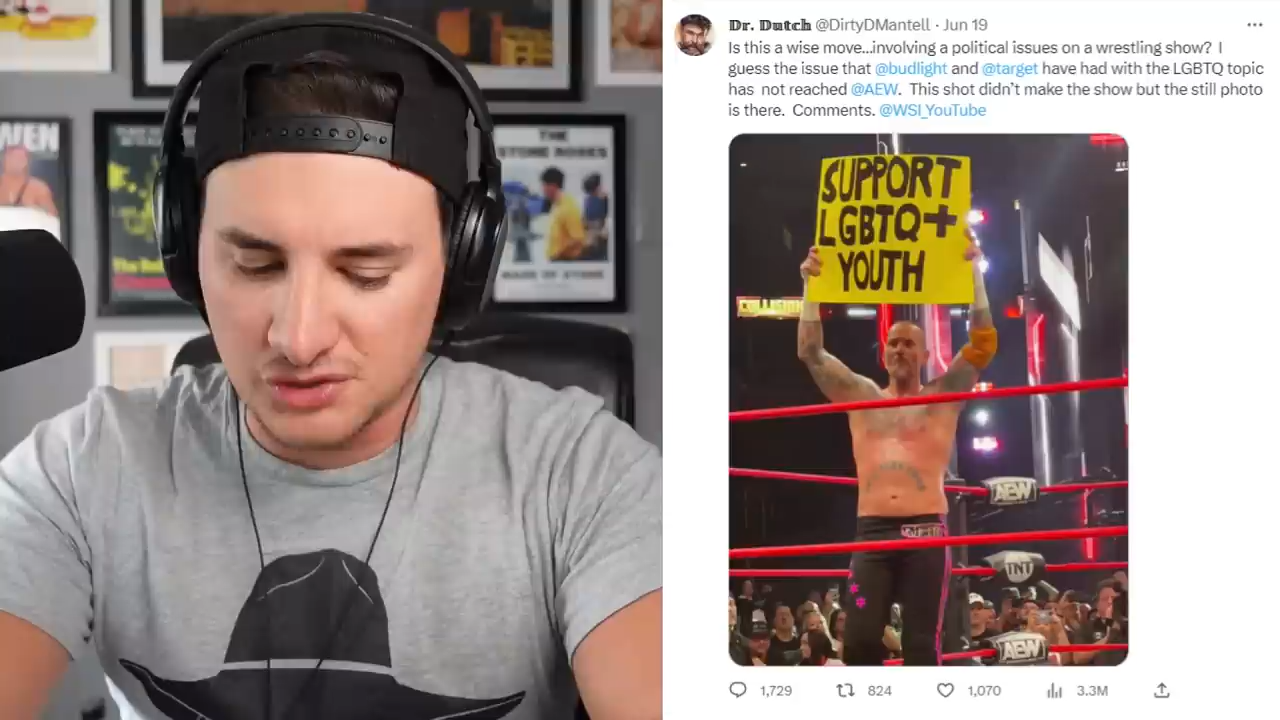 WEN
THE
STONE ROSES
MADE OF STONE
Dr. Dutch @DirtyDMantell · Jun 19
Is this a wise move...involving a political issues on a wrestling show? I
guess the issue that @budlight and @target have had with the LGBTQ topic
has not reached @AEW. This shot didn't make the show but the still photo
is there. Comments. @WSI_YouTube
SUPPORT
LGBTQ+
YOUTH
COLLISION
AEW
TNT
AEW
1,729
824
1,070
3.3M